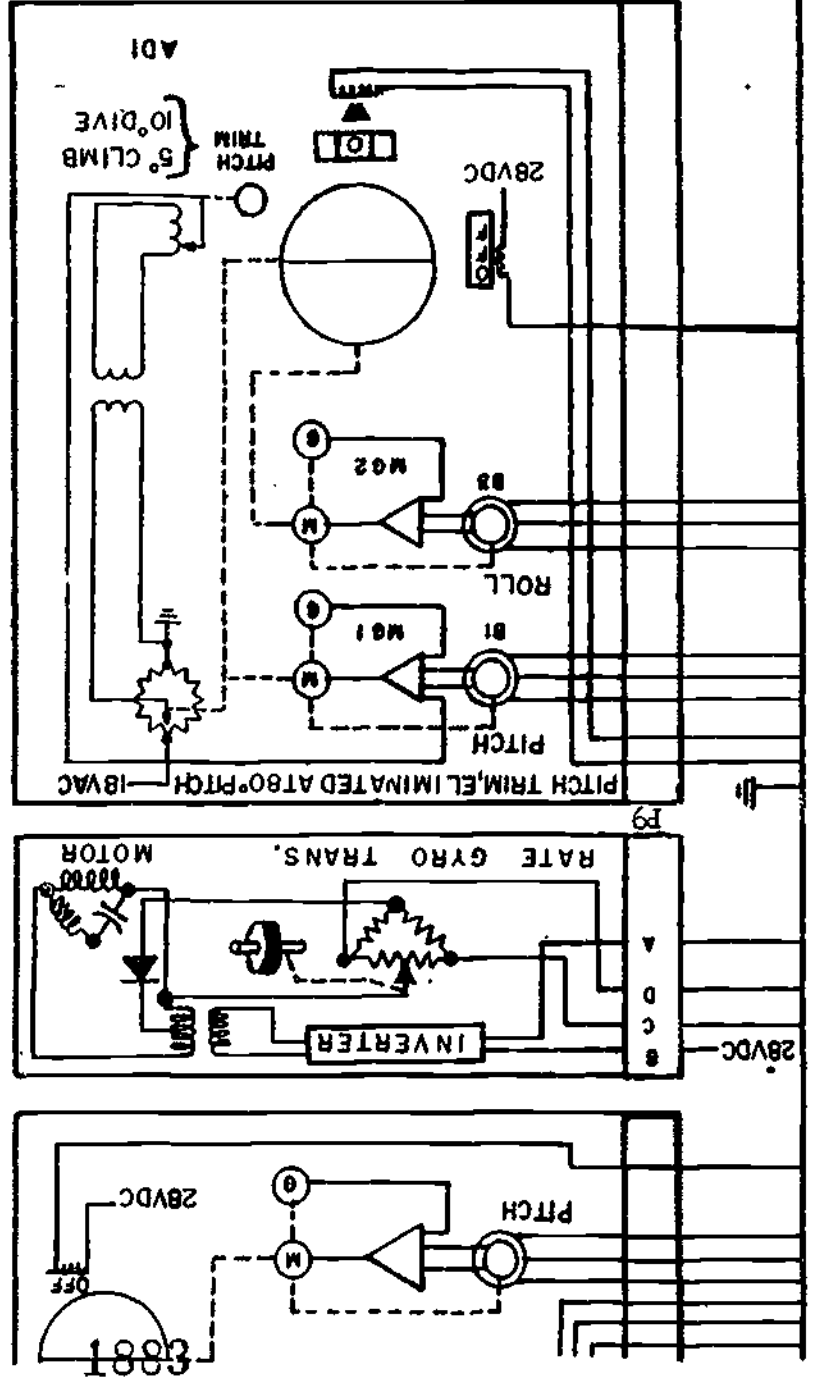 1883
OFF
28VDC
M
G
PITCH
28VDC
B
C
D
A
INVERTER
RATE GYRO TRANS.
MOTOR
P9
PITCH TRIM, ELIMINATED AT 80° PITCH
18VAC
PITCH
B1
M
MG1
G
ROLL
B3
M
MG2
G
OFF
28VDC
PITCH
TRIM
5° CLIMB
10° DIVE
ADI